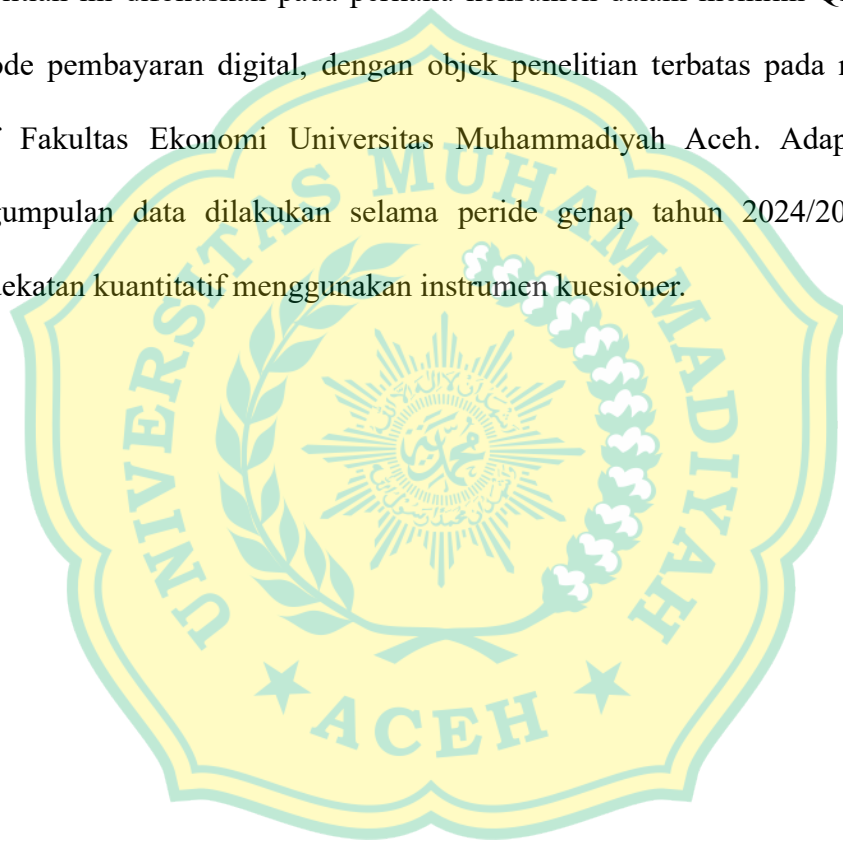 ode pembayaran digital, dengan objek penelitian terbatas pada
Fakultas Ekonomi Universitas Muhammadiyah Aceh. Adap
gumpulan data dilakukan selama peride genap tahun 2024/20
ekatan kuantitatif menggunakan instrumen kuesioner.
UNIVERSITAS MUHAMMADIYAH
ACEH